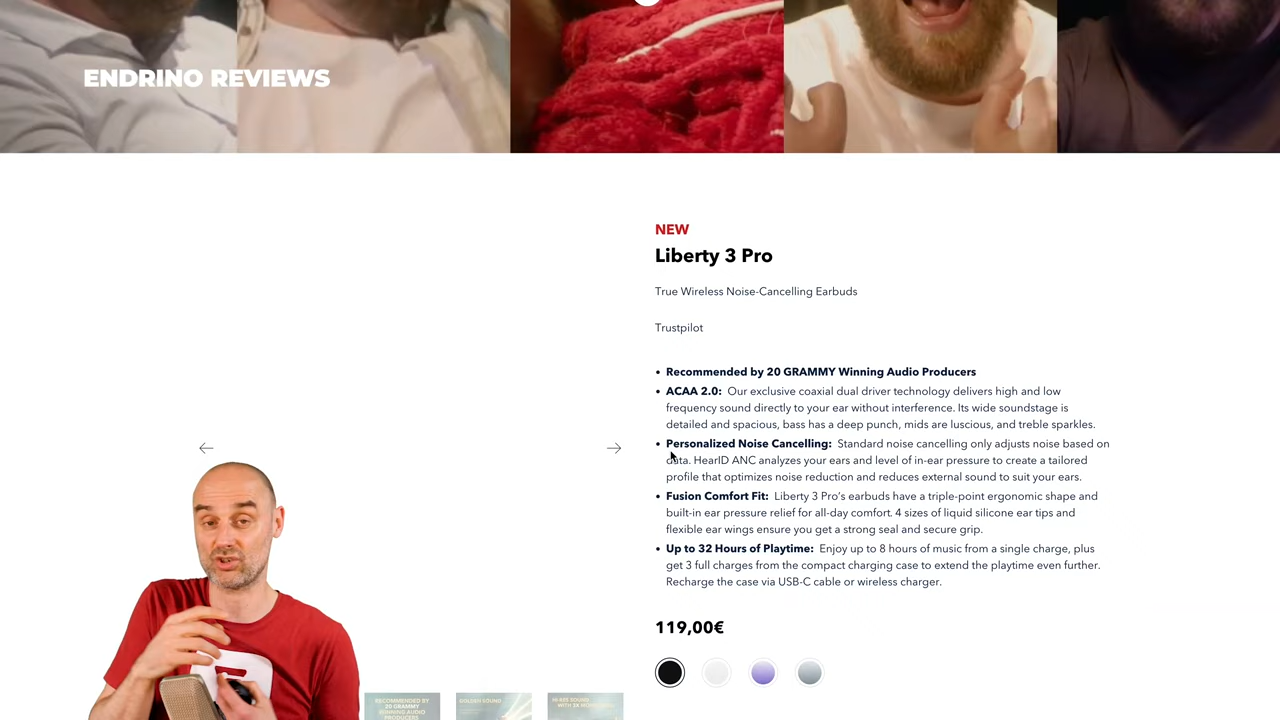 ENDRINO REVIEWS
NEW
Liberty 3 Pro
True Wireless Noise-Cancelling Earbuds
Trustpilot
• Recommended by 20 GRAMMY Winning Audio Producers
• ACAA 2.0: Our exclusive coaxial dual driver technology delivers high and low
frequency sound directly to your ear without interference. Its wide soundstage is
detailed and spacious, bass has a deep punch, mids are luscious, and treble sparkles.
• Personalized Noise Cancelling: Standard noise cancelling only adjusts noise based on
data. HearID ANC analyzes your ears and level of in-ear pressure to create a tailored
profile that optimizes noise reduction and reduces external sound to suit your ears.
• Fusion Comfort Fit: Liberty 3 Pro's earbuds have a triple-point ergonomic shape and
built-in ear pressure relief for all-day comfort. 4 sizes of liquid silicone ear tips and
flexible ear wings ensure you get a strong seal and secure grip.
• Up to 32 Hours of Playtime: Enjoy up to 8 hours of music from a single charge, plus
get 3 full charges from the compact charging case to extend the playtime even further.
Recharge the case via USB-C cable or wireless charger.
119,00€
RECOMMENDED BY
20 GRAMMY
WINNING AUDIO
PRODUCERS
GOLDEN SOUND